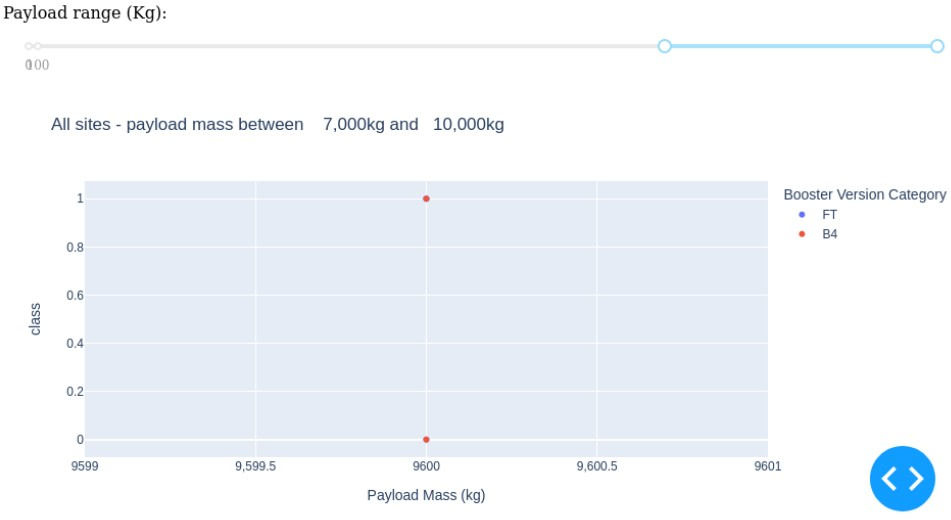 Payload range (Kg):
0
100
All sites - payload mass between 7,000kg and 10,000kg
Booster Version Category
FT
B4
1
0.8
0.6
0.4
0.2
0
class
9599
9,599.5
9600
9,600.5
9601
Payload Mass (kg)